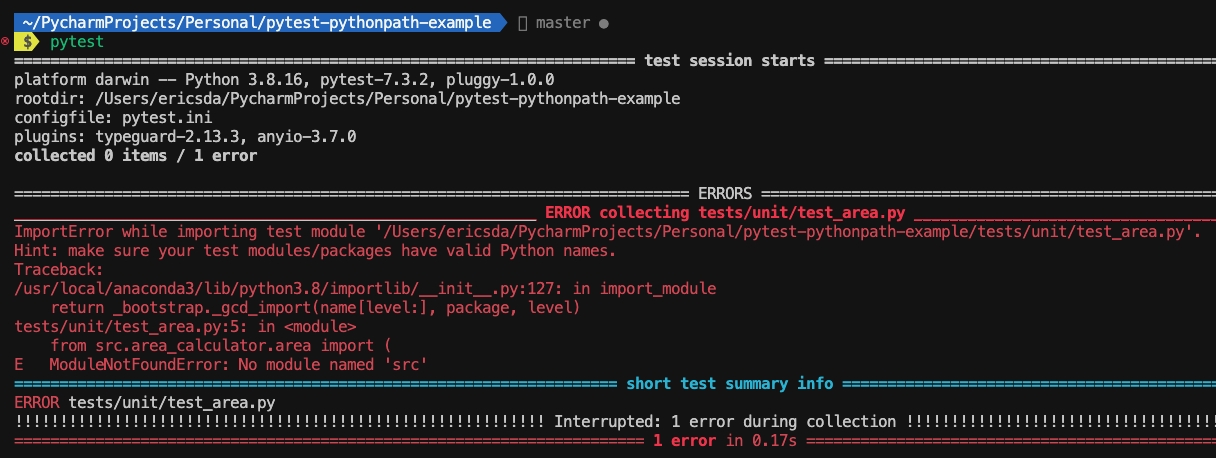 ~/PycharmProjects/Personal/pytest-pythonpath-example master ●
$ pytest
===================================================================== test session starts ============================================
platform darwin -- Python 3.8.16, pytest-7.3.2, pluggy-1.0.0
rootdir: /Users/ericsda/PycharmProjects/Personal/pytest-pythonpath-example
configfile: pytest.ini
plugins: typeguard-2.13.3, anyio-3.7.0
collected 0 items / 1 error
=========================================================================== ERRORS ===================================================
__________________________________________________________ ERROR collecting tests/unit/test_area.py __________________________________
ImportError while importing test module '/Users/ericsda/PycharmProjects/Personal/pytest-pythonpath-example/tests/unit/test_area.py'.
Hint: make sure your test modules/packages have valid Python names.
Traceback:
/usr/local/anaconda3/lib/python3.8/importlib/__init__.py:127: in import_module
    return _bootstrap._gcd_import(name[level:], package, level)
tests/unit/test_area.py:5: in <module>
    from src.area_calculator.area import (
E   ModuleNotFoundError: No module named 'src'
=================================================================== short test summary info ==========================================
ERROR tests/unit/test_area.py
!!!!!!!!!!!!!!!!!!!!!!!!!!!!!!!!!!!!!!!!!!!!!!!!!!!!!!!!!!! Interrupted: 1 error during collection !!!!!!!!!!!!!!!!!!!!!!!!!!!!!!!!!!!
====================================================================== 1 error in 0.17s ==============================================